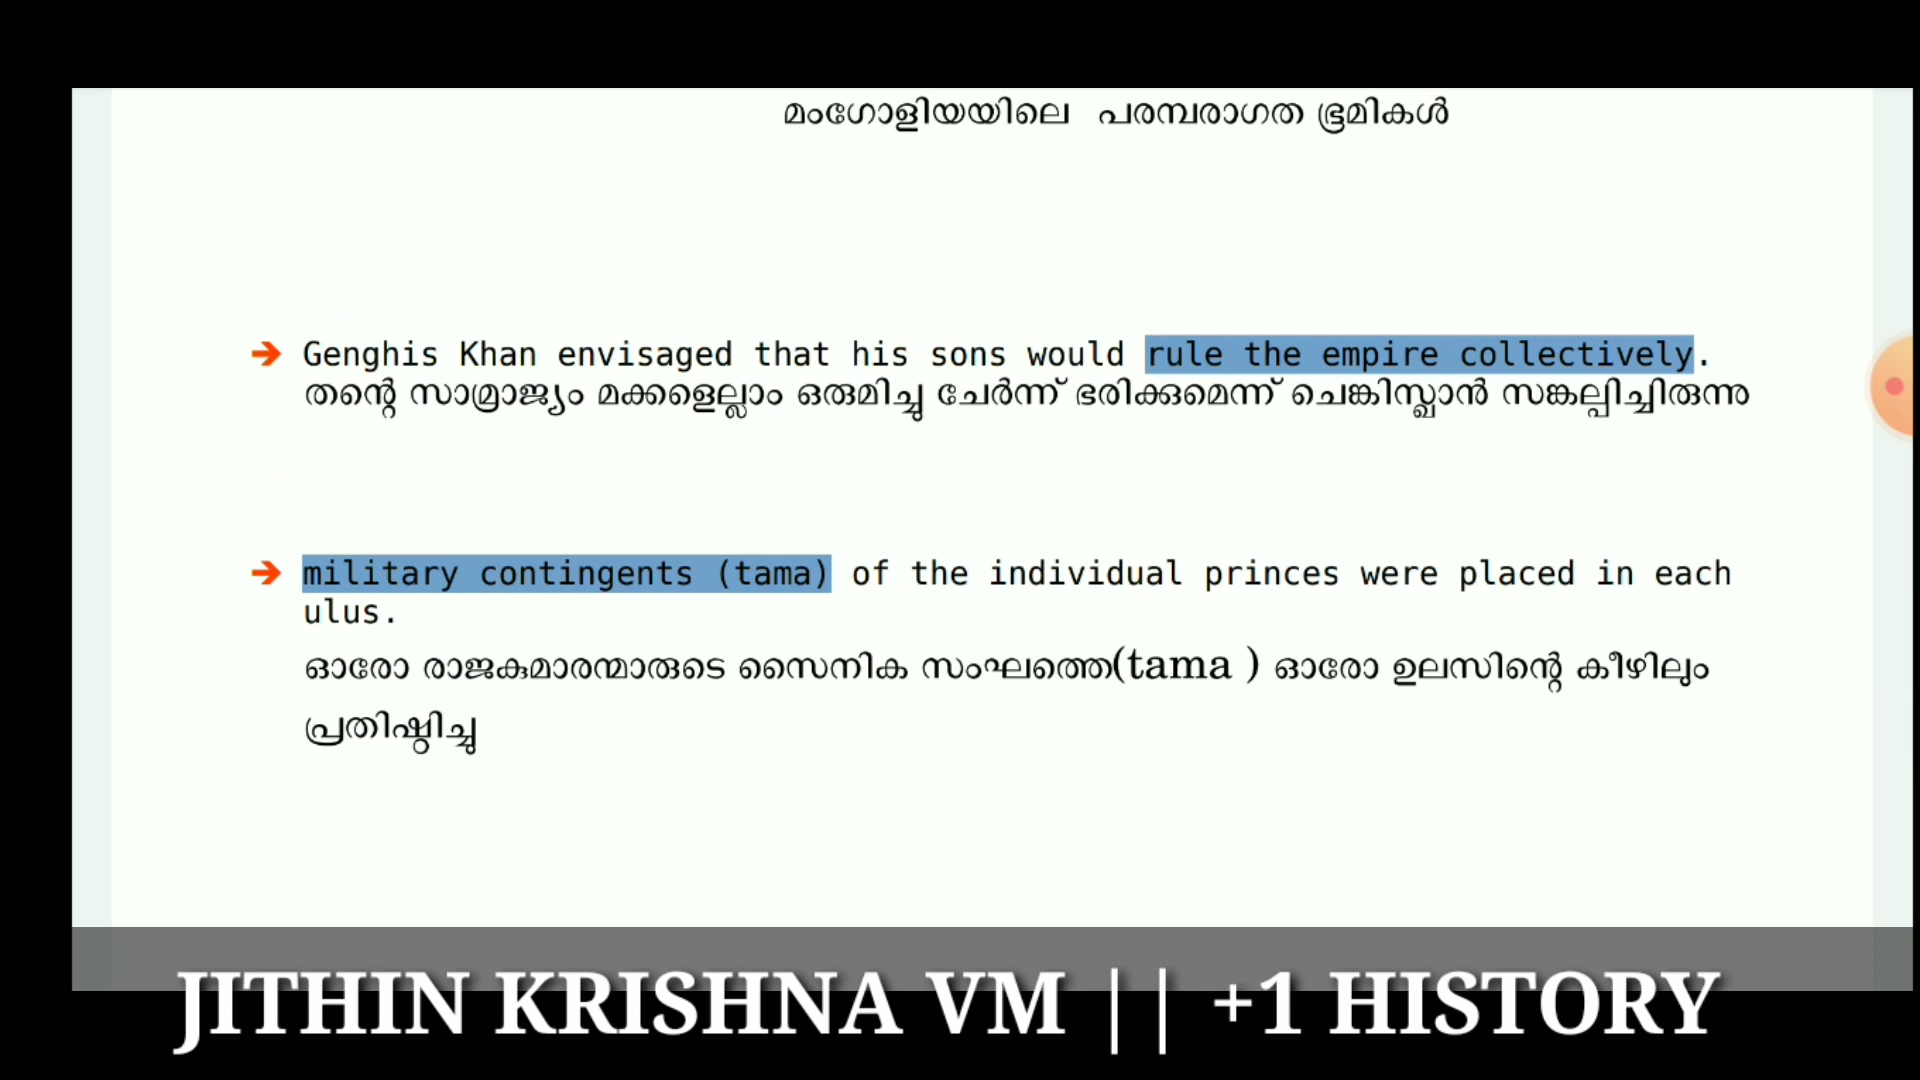 മംഗോളിയയിലെ പരമ്പരാഗത ഭൂമികൾ
➔ Genghis Khan envisaged that his sons would rule the empire collectively.
തന്റെ സാമ്രാജ്യം മക്കളെല്ലാം ഒരുമിച്ചു ചേർന്ന് ഭരിക്കുമെന്ന് ചെങ്കിസ്ഖാൻ സങ്കല്പിച്ചിരുന്നു
➔ military contingents (tama) of the individual princes were placed in each
ulus.
ഓരോ രാജകുമാരന്മാരുടെ സൈനിക സംഘത്തെ(tama ) ഓരോ ഉലസിന്റെ കീഴിലും
പ്രതിഷ്ഠിച്ചു
JITHIN KRISHNA VM || +1 HISTORY